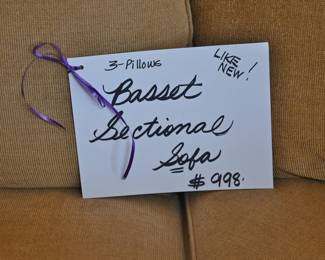 3-Pillows
LIKE
NEW!
Basset
Sectional
Sofa
$998.